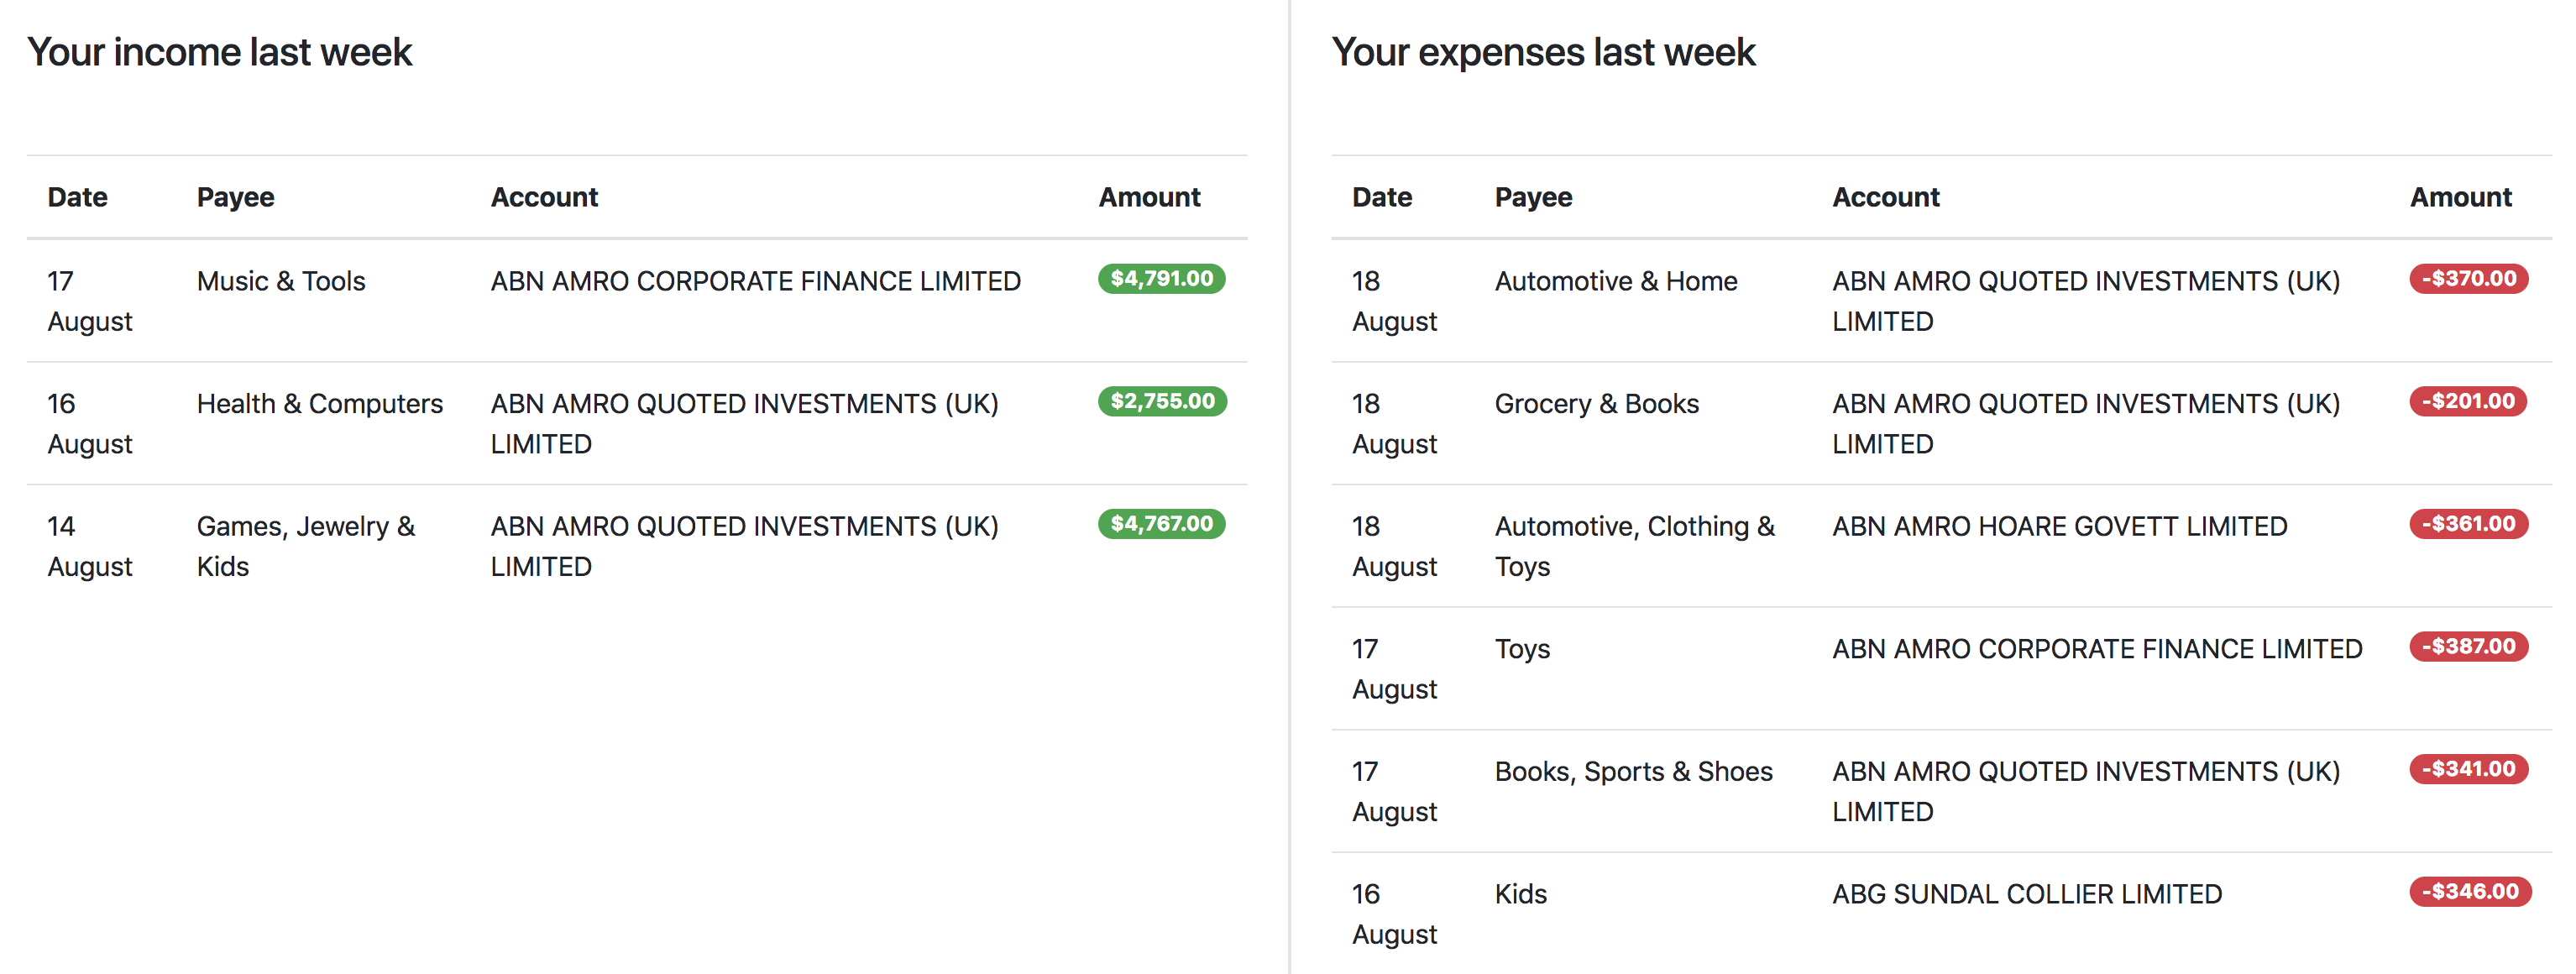 Your income last week
Date Payee Account Amount
17 Music & Tools ABN AMRO CORPORATE FINANCE LIMITED $4,791.00
August
16 Health & Computers ABN AMRO QUOTED INVESTMENTS (UK) $2,755.00
August LIMITED
14 Games, Jewelry & ABN AMRO QUOTED INVESTMENTS (UK) $4,767.00
August Kids LIMITED
Your expenses last week
Date Payee Account Amount
18 Automotive & Home ABN AMRO QUOTED INVESTMENTS (UK) -$370.00
August LIMITED
18 Grocery & Books ABN AMRO QUOTED INVESTMENTS (UK) -$201.00
August LIMITED
18 Automotive, Clothing & ABN AMRO HOARE GOVETT LIMITED -$361.00
August Toys
17 Toys ABN AMRO CORPORATE FINANCE LIMITED -$387.00
August
17 Books, Sports & Shoes ABN AMRO QUOTED INVESTMENTS (UK) -$341.00
August LIMITED
16 Kids ABG SUNDAL COLLIER LIMITED -$346.00
August